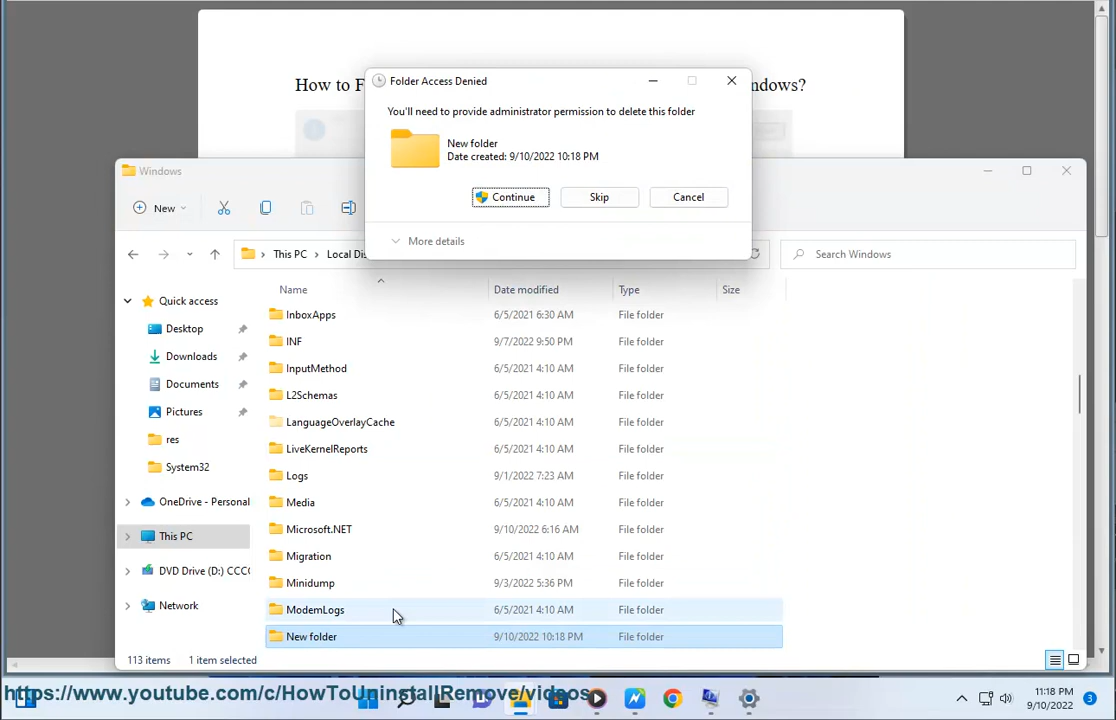 How to F
ndows?
Folder Access Denied
You'll need to provide administrator permission to delete this folder
New folder
Date created: 9/10/2022 10:18 PM
Continue
Skip
Cancel
More details
Windows
New
This PC
Local Dis
Search Windows
Name
Date modified
Type
Size
Quick access
Desktop
Downloads
Documents
Pictures
res
System32
OneDrive - Personal
This PC
DVD Drive (D:) CCC
Network
InboxApps 6/5/2021 6:30 AM File folder
INF 9/7/2022 9:50 PM File folder
InputMethod 6/5/2021 4:10 AM File folder
L2Schemas 6/5/2021 4:10 AM File folder
LanguageOverlayCache 6/5/2021 4:10 AM File folder
LiveKernelReports 6/5/2021 4:10 AM File folder
Logs 9/1/2022 7:23 AM File folder
Media 6/5/2021 4:10 AM File folder
Microsoft.NET 9/10/2022 6:16 AM File folder
Migration 6/5/2021 4:10 AM File folder
Minidump 9/3/2022 5:36 PM File folder
ModemLogs 6/5/2021 4:10 AM File folder
New folder 9/10/2022 10:18 PM File folder
113 items
1 item selected
https://www.youtube.com/c/HowToUninstallRemove/videos
11:18 PM
9/10/2022
3